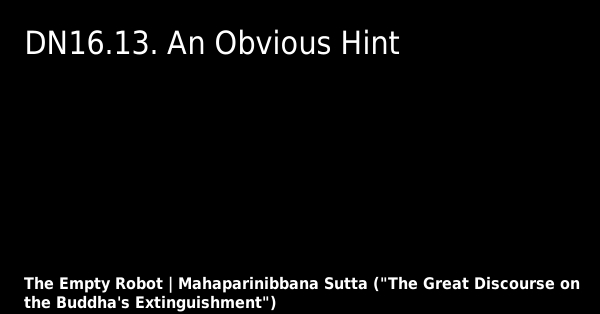 DN16.13. An Obvious Hint
The Empty Robot | Mahaparinibbana Sutta ("The Great Discourse on
the Buddha's Extinguishment")